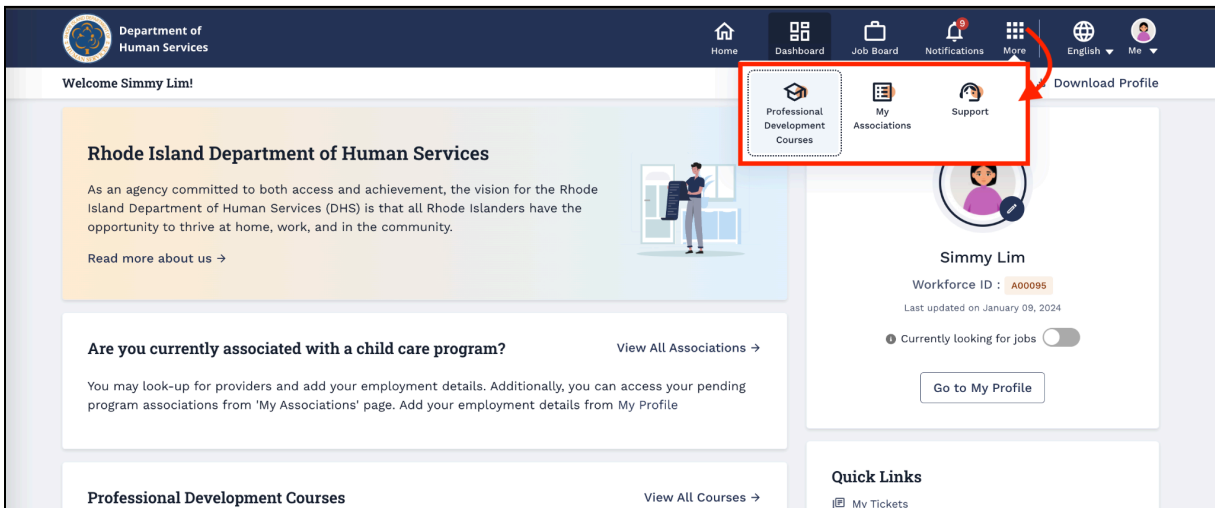 Department of
Human Services
Home
Dashboard
Job Board
9
Notifications
More
English
Me
Welcome Simmy Lim!
Download Profile
Professional
Development
Courses
My
Associations
Support
Rhode Island Department of Human Services
As an agency committed to both access and achievement, the vision for the Rhode
Island Department of Human Services (DHS) is that all Rhode Islanders have the
opportunity to thrive at home, work, and in the community.
Read more about us →
Simmy Lim
Workforce ID : A00095
Last updated on January 09, 2024
Currently looking for jobs
Go to My Profile
Are you currently associated with a child care program?
View All Associations →
You may look-up for providers and add your employment details. Additionally, you can access your pending
program associations from 'My Associations' page. Add your employment details from My Profile
Professional Development Courses
View All Courses →
Quick Links
My Tickets